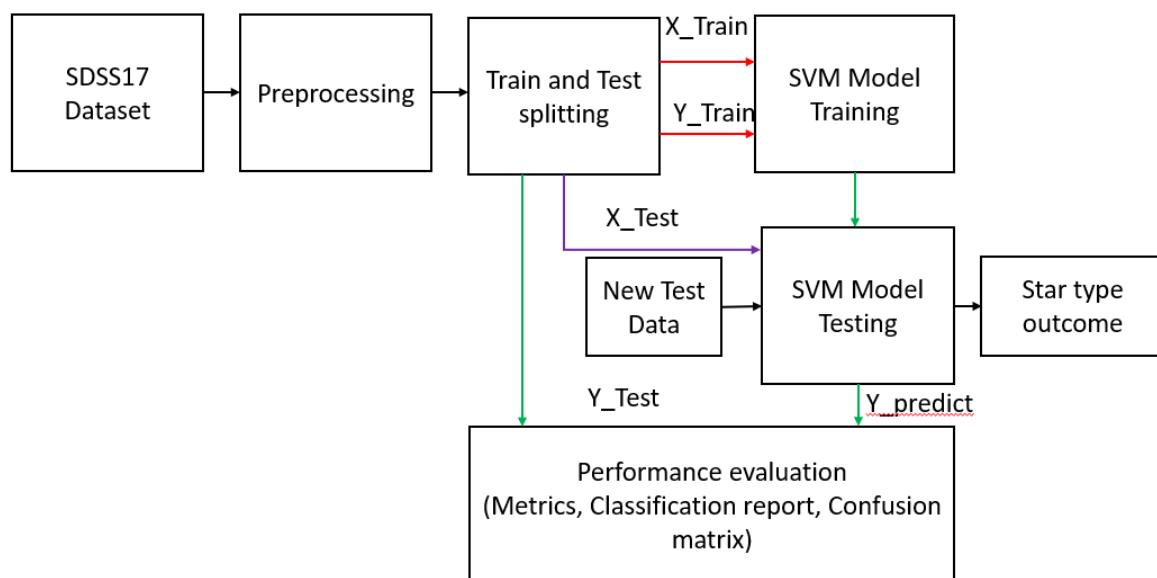 SDSS17
Dataset
Preprocessing
Train and Test
splitting
X_Train
Y_Train
SVM Model
Training
X_Test
New Test
Data
SVM Model
Testing
Star type
outcome
Y_Test
Y_predict
Performance evaluation
(Metrics, Classification report, Confusion
matrix)